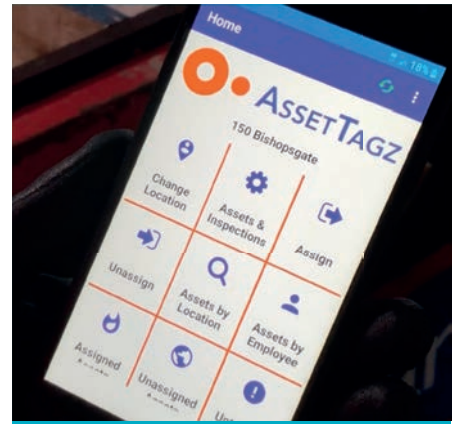 Home
18%
ASSETTAGZ
150 Bishopsgate
Change
Location
Assets &
Inspections
Assign
Unassign
Assets by
Location
Assets by
Employee
Assigned
Unassigned